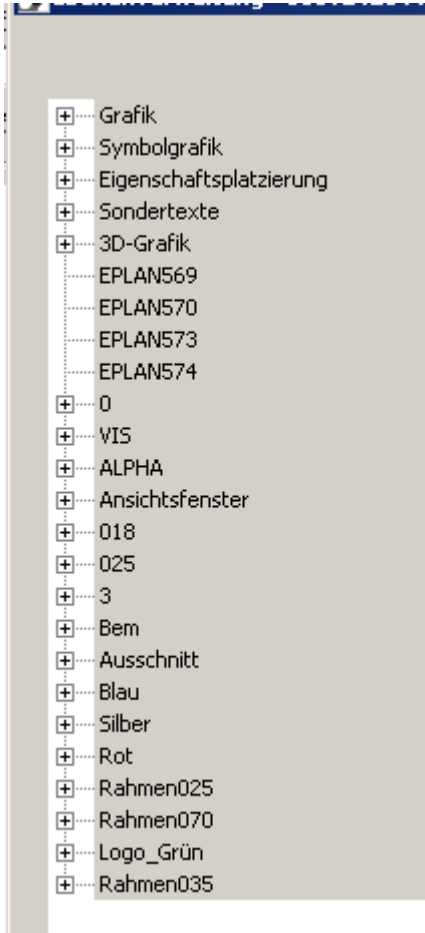 Grafik
Symbolgrafik
Eigenschaftsplatzierung
Sondertexte
3D-Grafik
EPLAN569
EPLAN570
EPLAN573
EPLAN574
0
VIS
ALPHA
Ansichtsfenster
018
025
3
Bem
Ausschnitt
Blau
Silber
Rot
Rahmen025
Rahmen070
Logo_Grün
Rahmen035